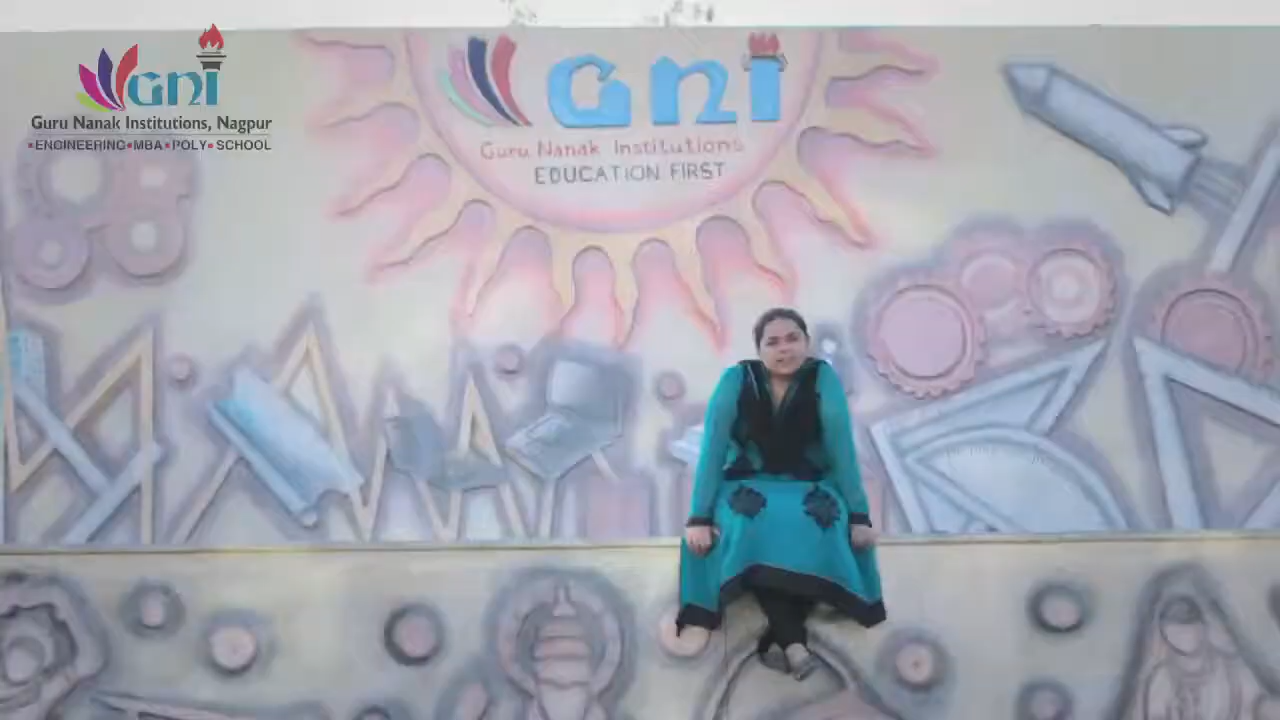 GNI
Guru Nanak Institutions, Nagpur
•ENGINEERING•MBA•POLY•SCHOOL
GNI
Guru Nanak Institutions
EDUCATION FIRST